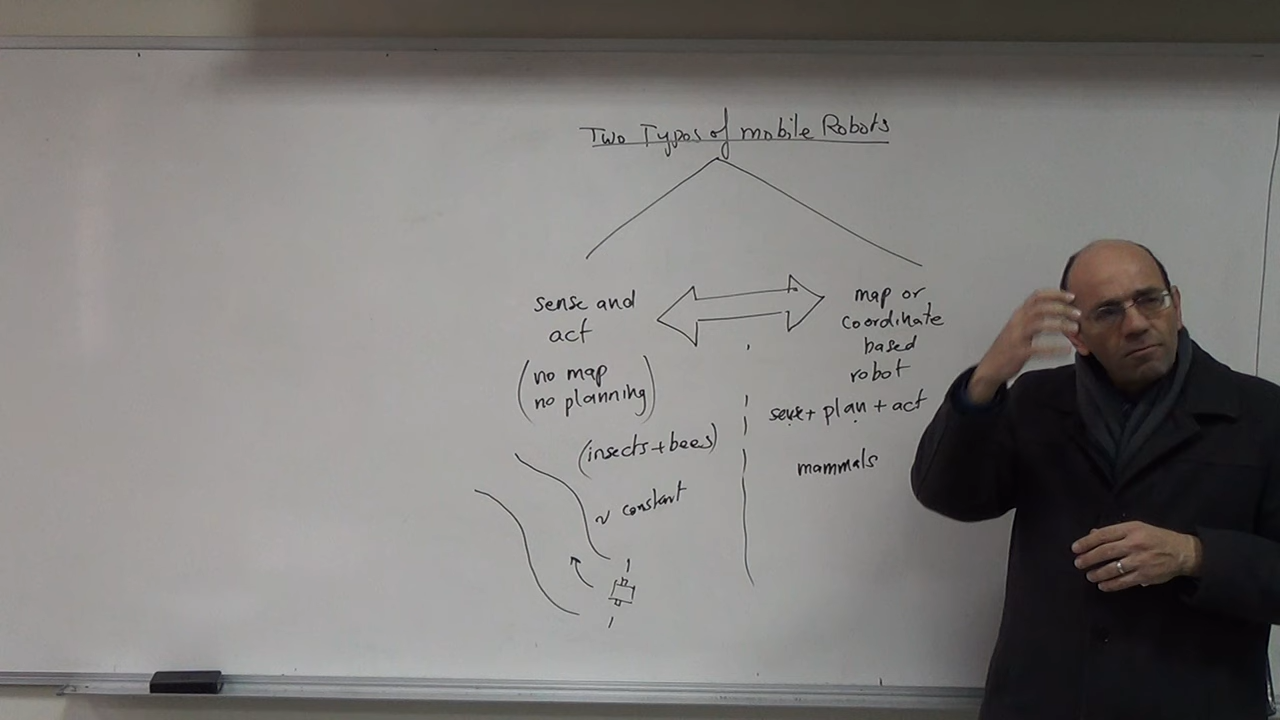 Two Types of mobile Robots
sense and
act
(no map
no planning)
(insects+bees)
~ constant
map or
coordinate
based
robot
sense+ plan + act
mammals